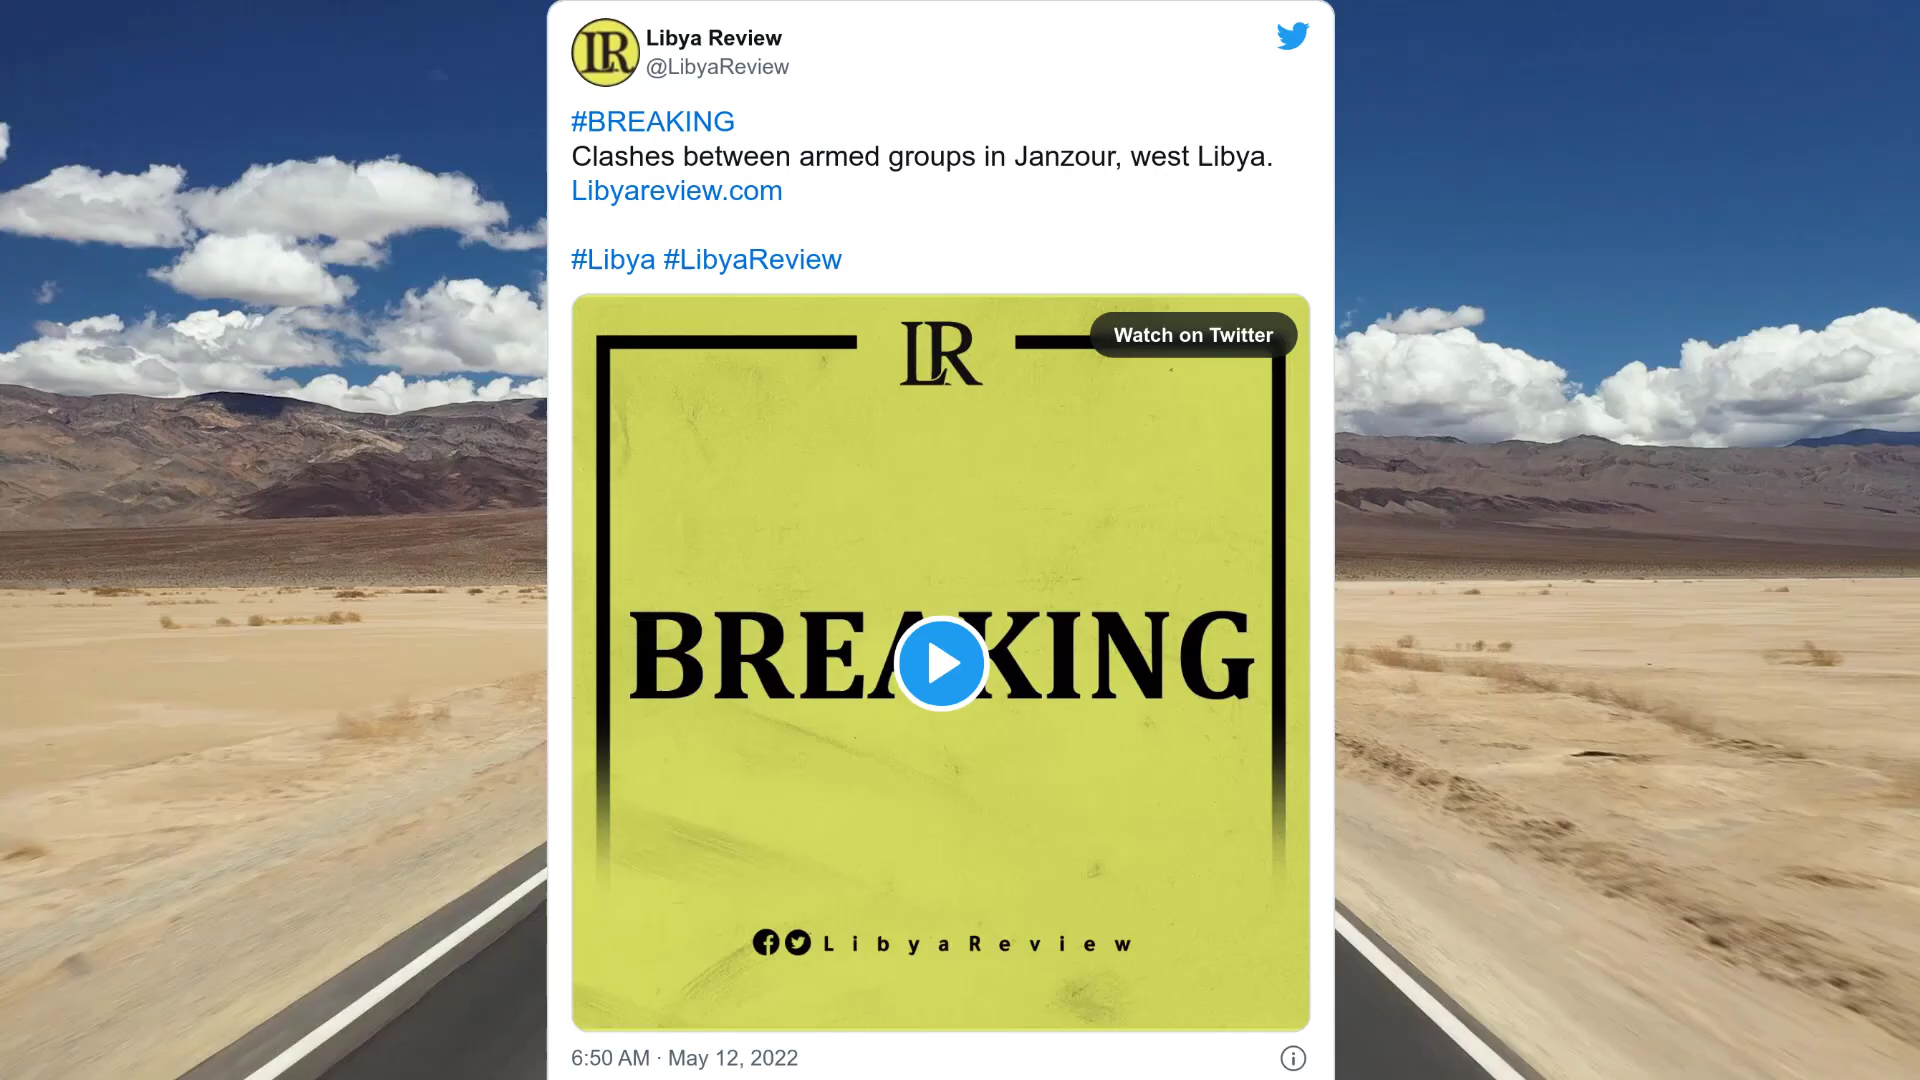 LR
Libya Review
@LibyaReview
#BREAKING
Clashes between armed groups in Janzour, west Libya.
Libyareview.com
#Libya #LibyaReview
LR
Watch on Twitter
BREAKING
LibyaReview
6:50 AM · May 12, 2022